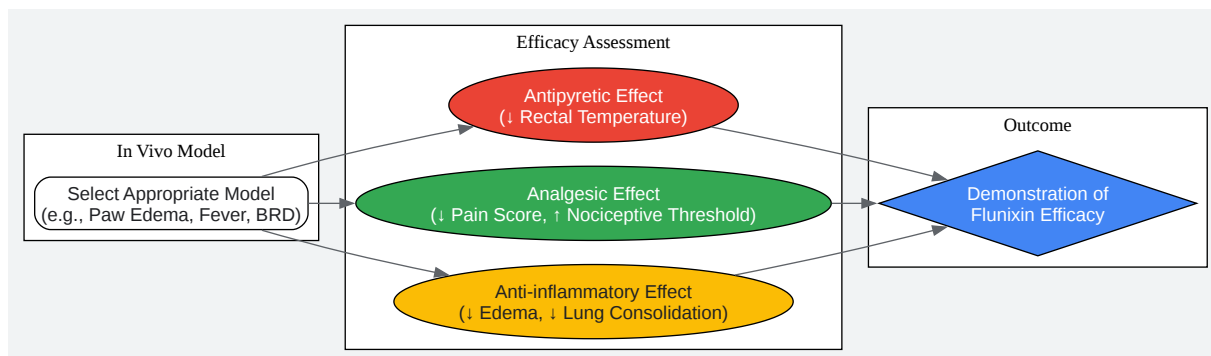 In Vivo Model
Select Appropriate Model
(e.g., Paw Edema, Fever, BRD)
Efficacy Assessment
Antipyretic Effect
(↓ Rectal Temperature)
Analgesic Effect
(↓ Pain Score, ↑ Nociceptive Threshold)
Anti-inflammatory Effect
(↓ Edema, ↓ Lung Consolidation)
Outcome
Demonstration of
Flunixin Efficacy